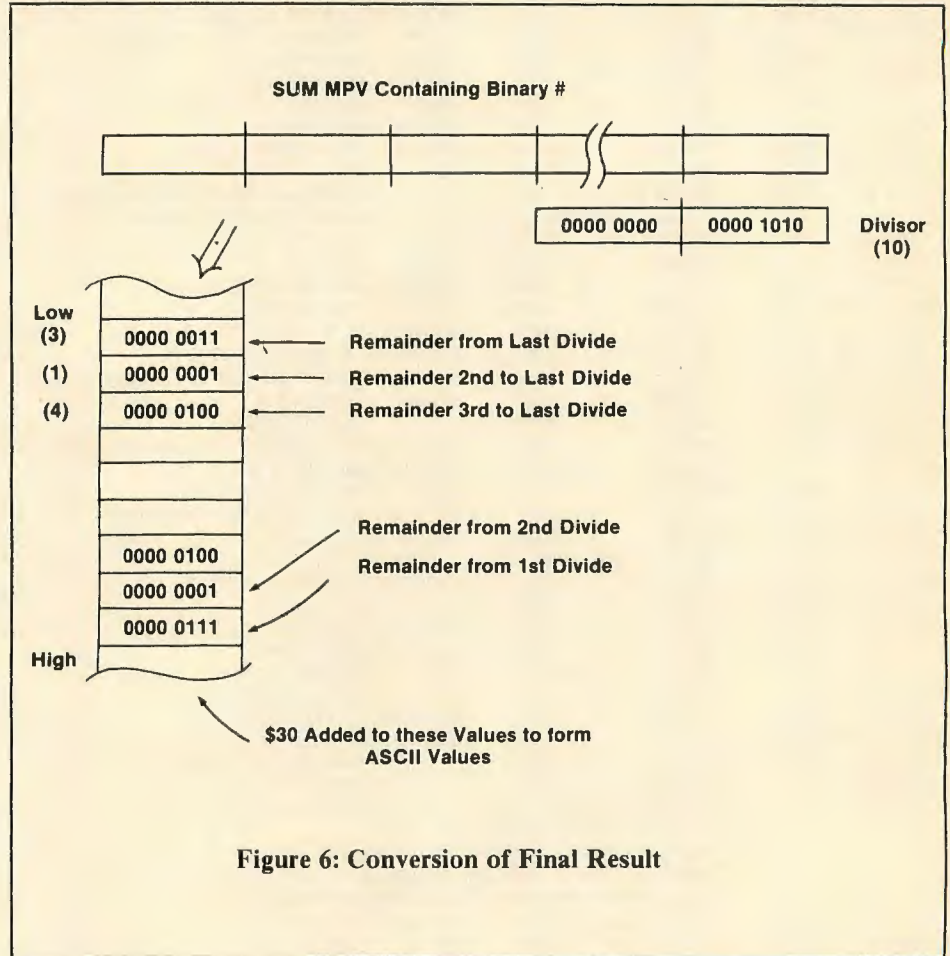 SUM MPV Containing Binary #
0000 0000 0000 1010 Divisor
(10)
Low
(3) 0000 0011 Remainder from Last Divide
(1) 0000 0001 Remainder 2nd to Last Divide
(4) 0000 0100 Remainder 3rd to Last Divide
Remainder from 2nd Divide
0000 0100
Remainder from 1st Divide
0000 0001
0000 0111
High
$30 Added to these Values to form
ASCII Values
Figure 6: Conversion of Final Result